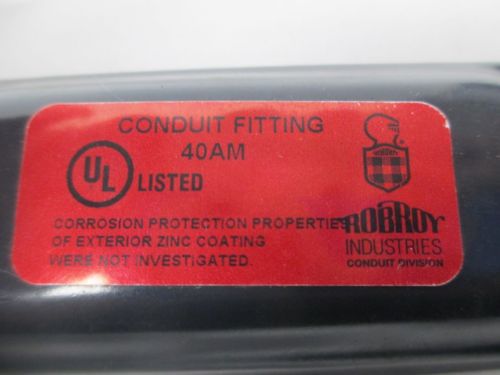 CONDUIT FITTING
40AM
UL LISTED
CORROSION PROTECTION PROPERTIES
OF EXTERIOR ZINC COATING
WERE NOT INVESTIGATED.
ROBROY
INDUSTRIES
CONDUIT DIVISION